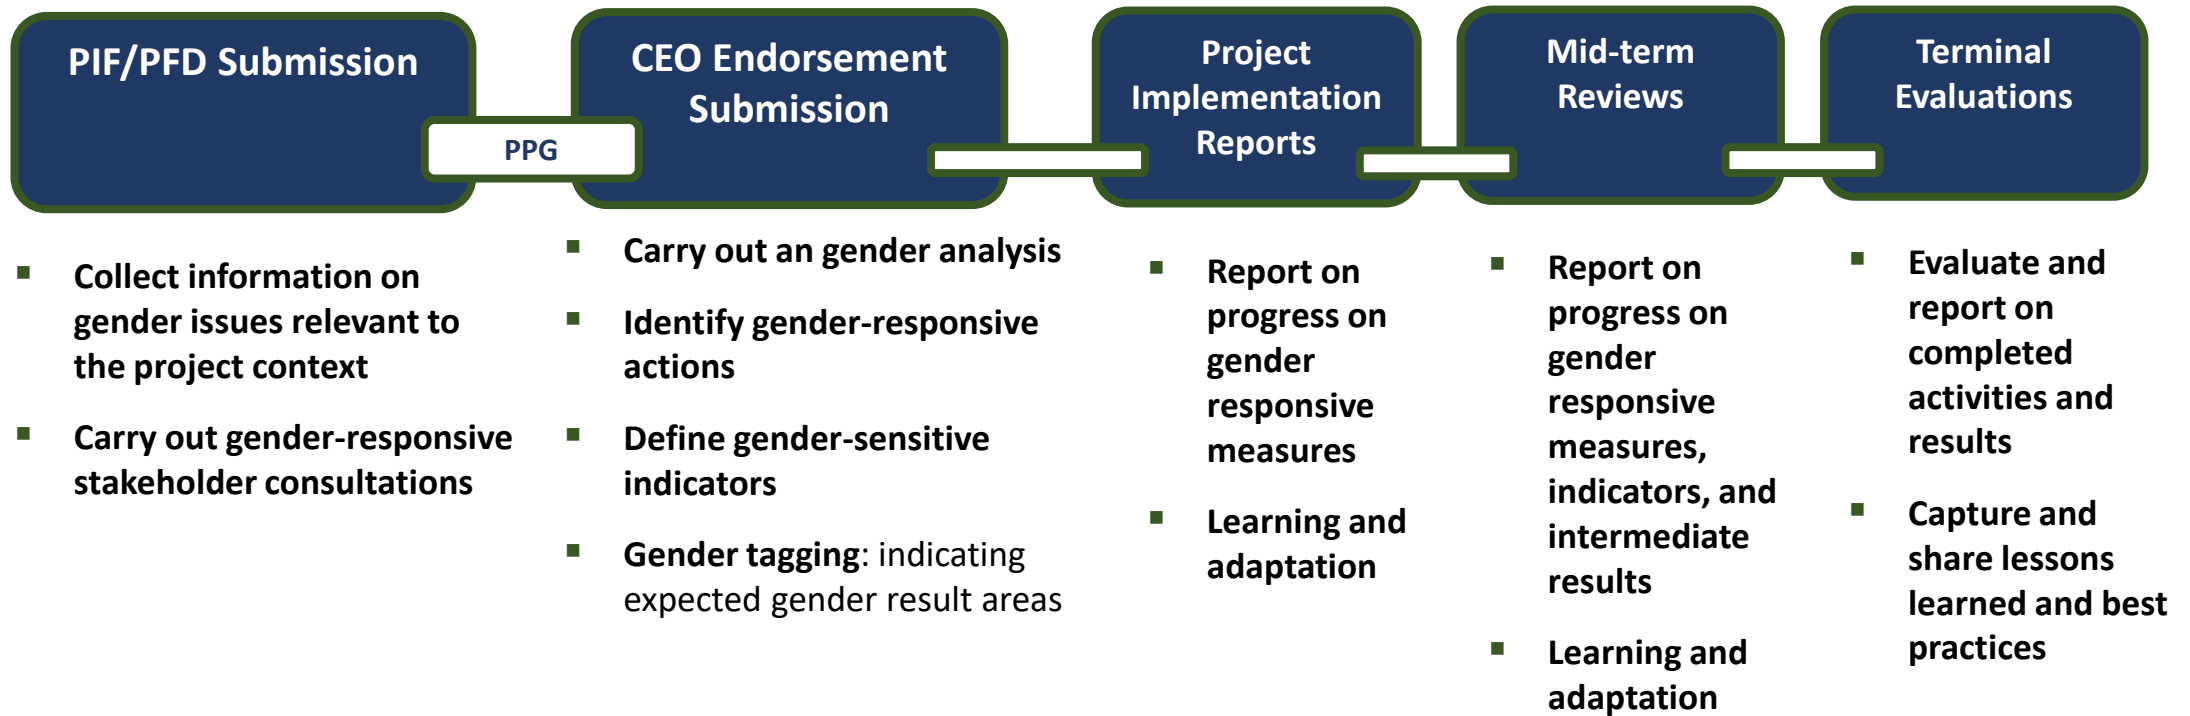 PIF/PFD Submission
PPG
CEO Endorsement
Submission
Project
Implementation
Reports
Mid-term
Reviews
Terminal
Evaluations
▪ Collect information on
gender issues relevant to
the project context
▪ Carry out gender-responsive
stakeholder consultations
▪ Carry out an gender analysis
▪ Identify gender-responsive
actions
▪ Define gender-sensitive
indicators
▪ Gender tagging: indicating
expected gender result areas
▪ Report on
progress on
gender
responsive
measures
▪ Learning and
adaptation
▪ Report on
progress on
gender
responsive
measures,
indicators, and
intermediate
results
▪ Learning and
adaptation
▪ Evaluate and
report on
completed
activities and
results
▪ Capture and
share lessons
learned and best
practices